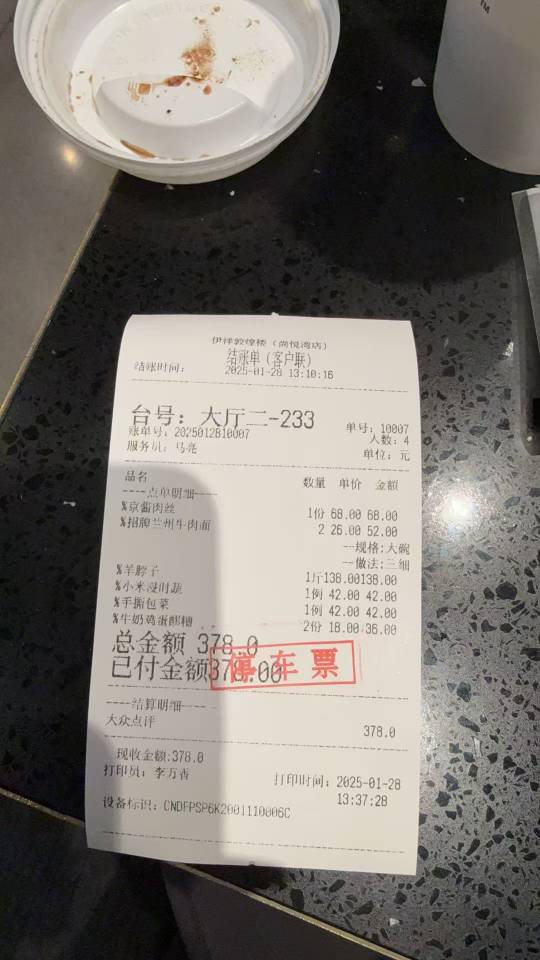 TM
伊祥敦煌楼（尚悦湾店）
结账单（客户联）
结账时间： 2025-01-28 13:10:16
台号：大厅二-233
单号：10007
账单号：2025012810007
人数：4
服务员：马亮
单位：元
品名 数量 单价 金额
----点单明细----
%京酱肉丝 1份 68.00 68.00
%招牌兰州牛肉面 2 26.00 52.00
--规格:大碗
--做法:三细
%羊脖子 1斤138.00138.00
%小米浸时蔬 1例 42.00 42.00
%手撕包菜 1例 42.00 42.00
%牛奶鸡蛋醪糟 2份 18.00*36.00
总金额 378.0
已付金额378.00
停车票
----结算明细----
大众点评 378.0
现收金额:378.0
打印员：李万香
打印时间：2025-01-28
13:37:28
设备标识：CNDFPSP6K2001110006C